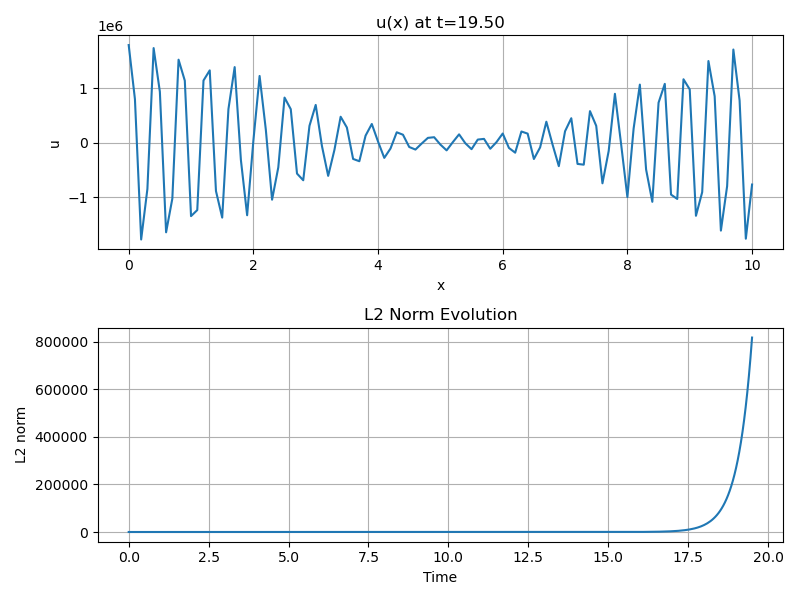 u(x) at t=19.50
1e6
1
0
−1
u
0 2 4 6 8 10
x
L2 Norm Evolution
800000
600000
400000
200000
0
L2 norm
0.0 2.5 5.0 7.5 10.0 12.5 15.0 17.5 20.0
Time